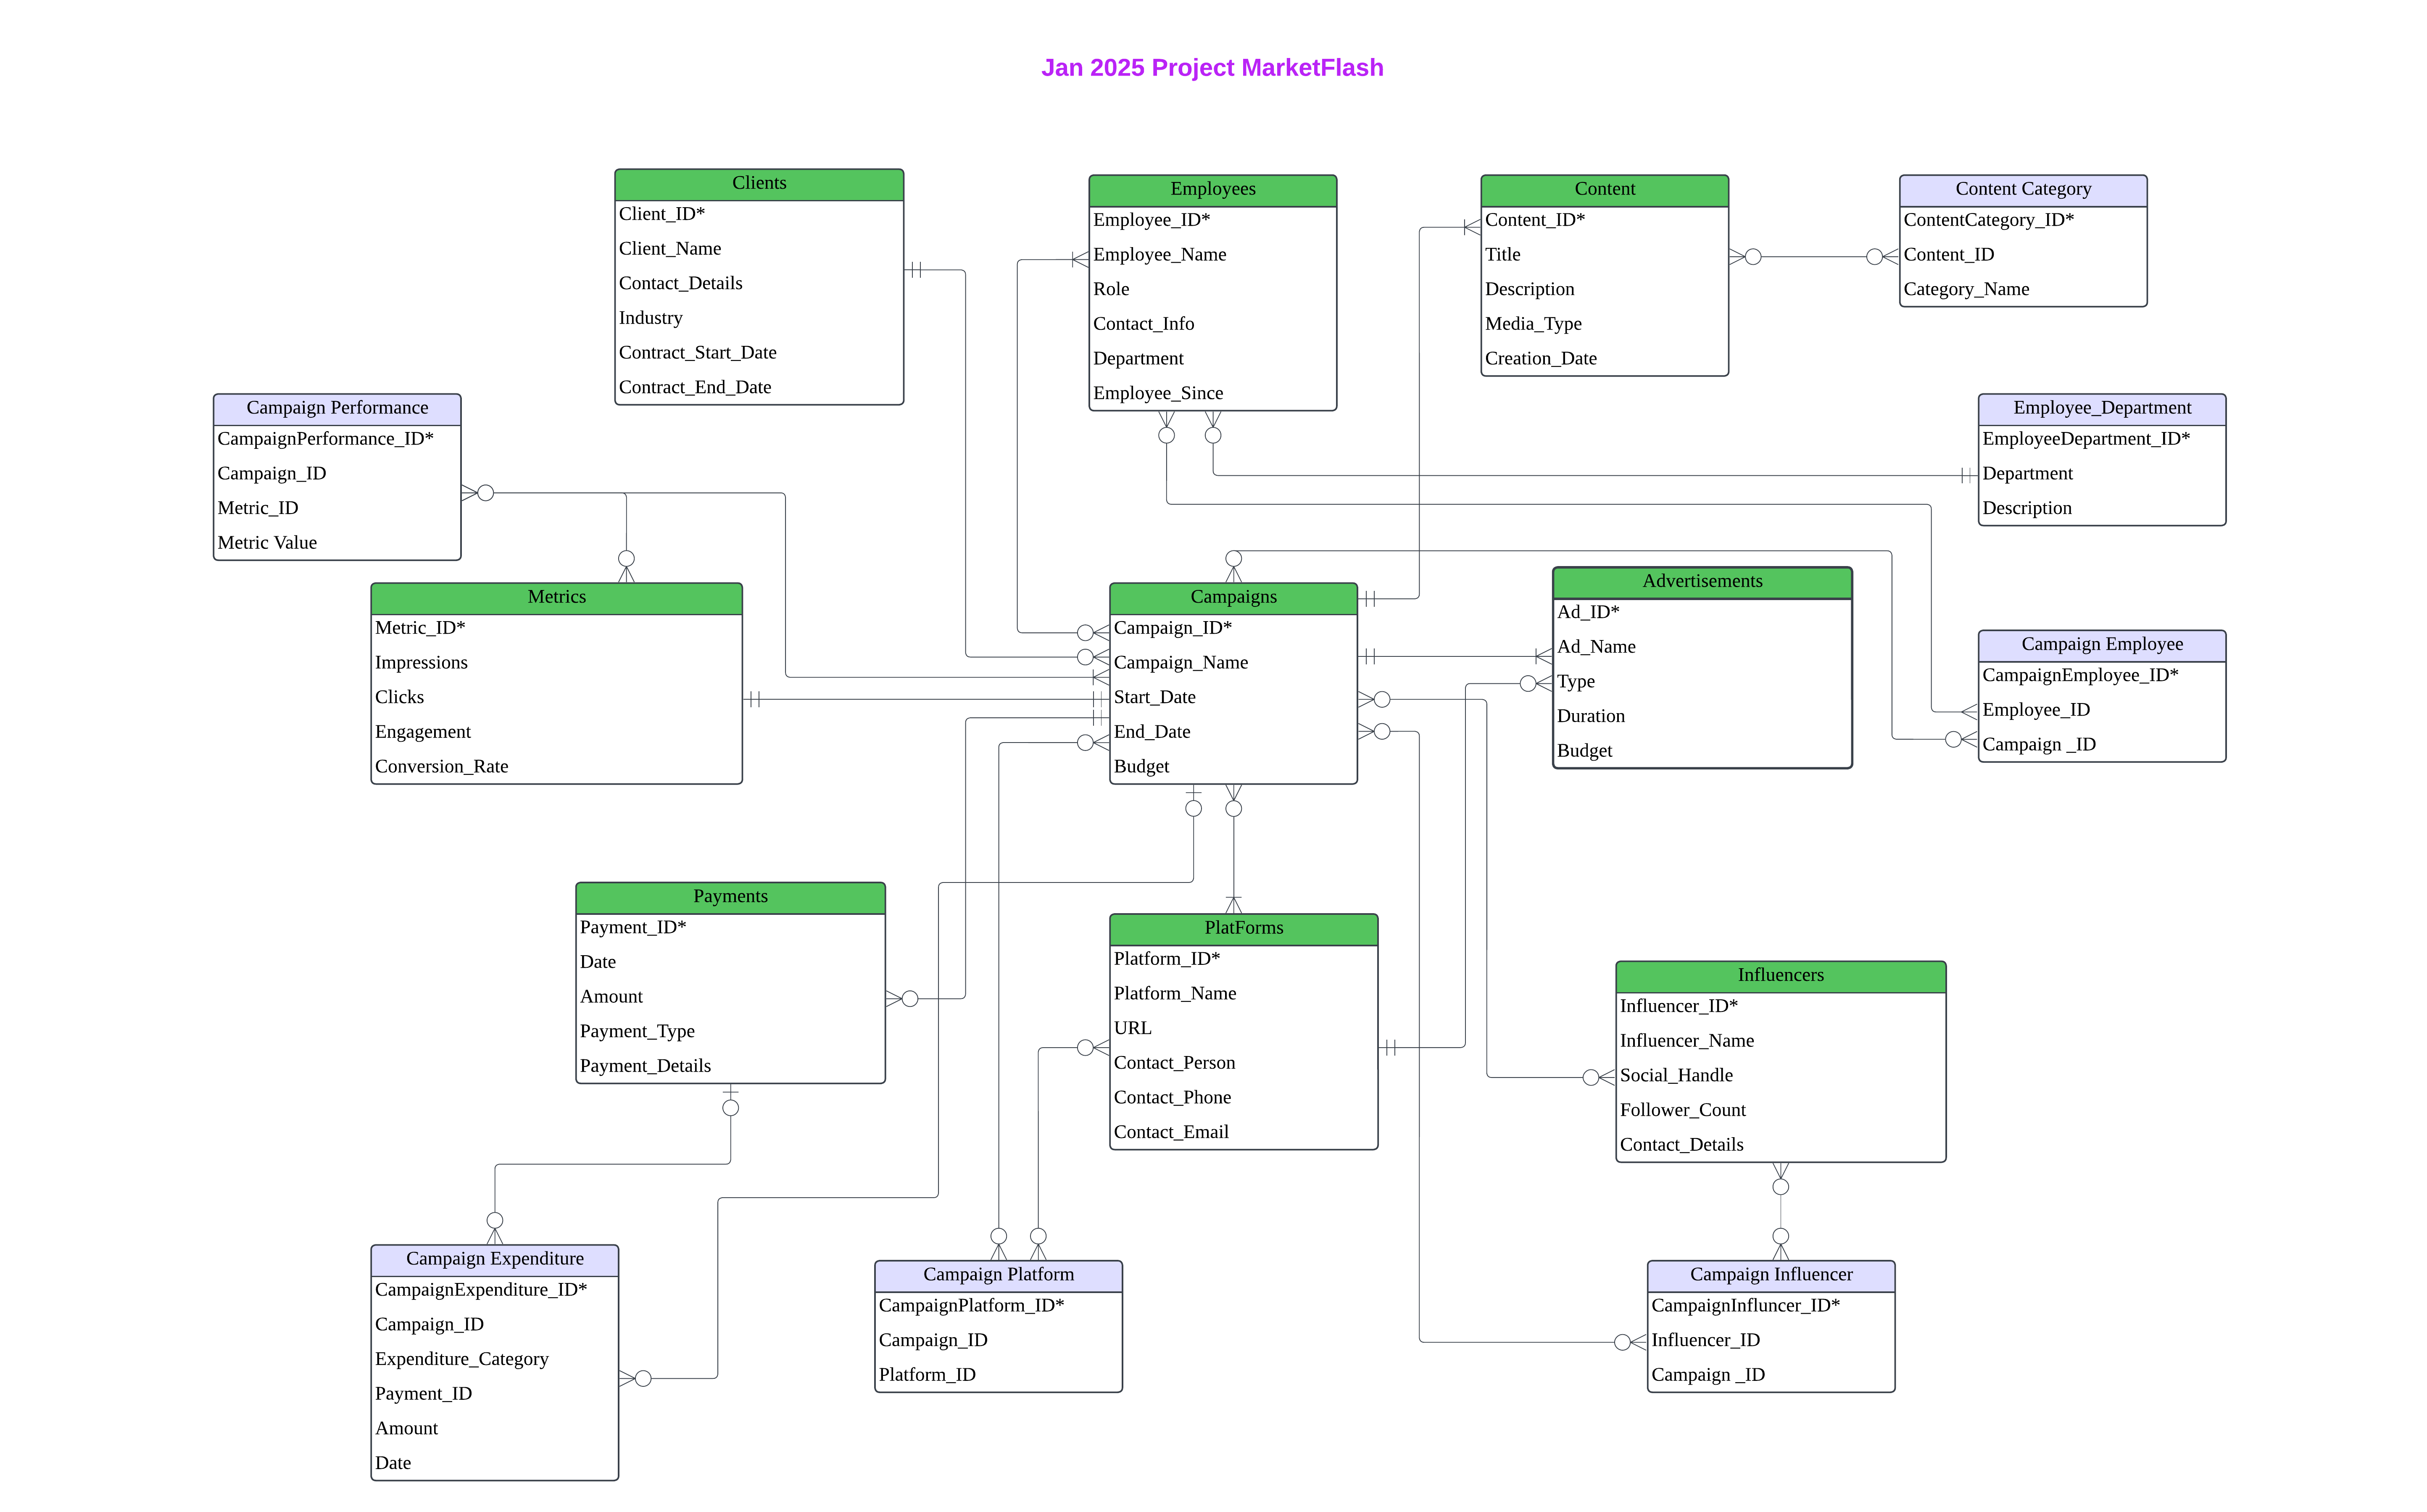 Jan 2025 Project MarketFlash
Clients
Client_ID*
Client_Name
Contact_Details
Industry
Contract_Start_Date
Contract_End_Date
Employees
Employee_ID*
Employee_Name
Role
Contact_Info
Department
Employee_Since
Content
Content_ID*
Title
Description
Media_Type
Creation_Date
Content Category
ContentCategory_ID*
Content_ID
Category_Name
Campaign Performance
CampaignPerformance_ID*
Campaign_ID
Metric_ID
Metric Value
Employee_Department
EmployeeDepartment_ID*
Department
Description
Metrics
Metric_ID*
Impressions
Clicks
Engagement
Conversion_Rate
Campaigns
Campaign_ID*
Campaign_Name
Start_Date
End_Date
Budget
Advertisements
Ad_ID*
Ad_Name
Type
Duration
Budget
Campaign Employee
CampaignEmployee_ID*
Employee_ID
Campaign _ID
Payments
Payment_ID*
Date
Amount
Payment_Type
Payment_Details
PlatForms
Platform_ID*
Platform_Name
URL
Contact_Person
Contact_Phone
Contact_Email
Influencers
Influencer_ID*
Influencer_Name
Social_Handle
Follower_Count
Contact_Details
Campaign Expenditure
CampaignExpenditure_ID*
Campaign_ID
Expenditure_Category
Payment_ID
Amount
Date
Campaign Platform
CampaignPlatform_ID*
Campaign_ID
Platform_ID
Campaign Influencer
CampaignInfluncer_ID*
Influencer_ID
Campaign _ID